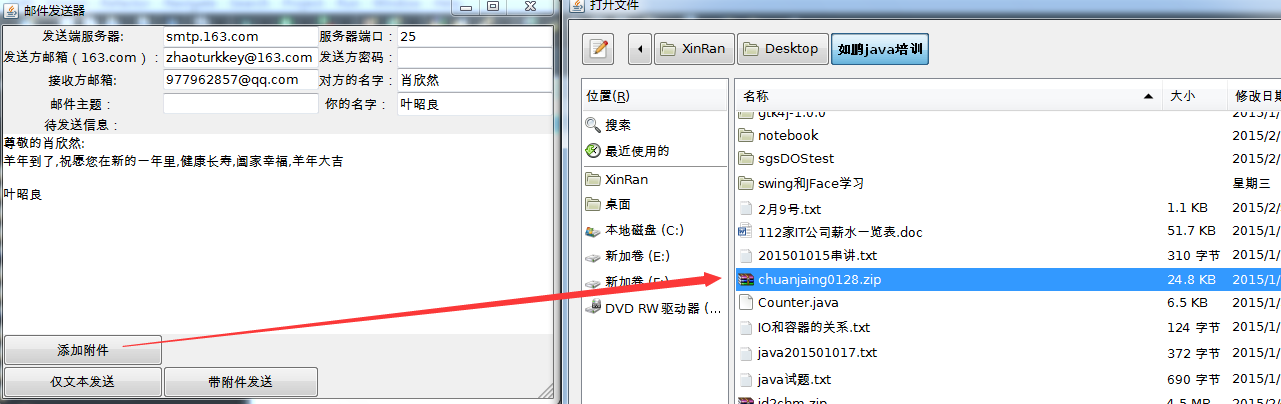 邮件发送器
发送端服务器: smtp.163.com 服务器端口： 25
发送方邮箱（163.com）： zhaoturkkey@163.com 发送方密码：
接收方邮箱: 977962857@qq.com 对方的名字： 肖欣然
邮件主题： 你的名字： 叶昭良
待发送信息：
尊敬的肖欣然:
羊年到了,祝愿您在新的一年里,健康长寿,阖家幸福,羊年大吉
叶昭良
添加附件
仅文本发送 带附件发送
打开文件
XinRan Desktop 如鹏java培训
位置(R)
搜索
最近使用的
XinRan
桌面
本地磁盘 (C:)
新加卷 (E:)
新加卷 (F:)
DVD RW 驱动器 (...
名称 大小 修改日期
gtk4j-1.0.0 2015/1/
notebook 2015/2/
sgsDOStest 2015/2/
swing和JFace学习 星期三
2月9号.txt 1.1 KB 2015/2/
112家IT公司薪水一览表.doc 51.7 KB 2015/1/
201501015串讲.txt 310 字节 2015/1/
chuanjaing0128.zip 24.8 KB 2015/1/
Counter.java 6.5 KB 2015/1/
IO和容器的关系.txt 124 字节 2015/1/
java201501017.txt 372 字节 2015/1/
java试题.txt 690 字节 2015/1/
jd2chm.zip 4.5 MB 2015/2/